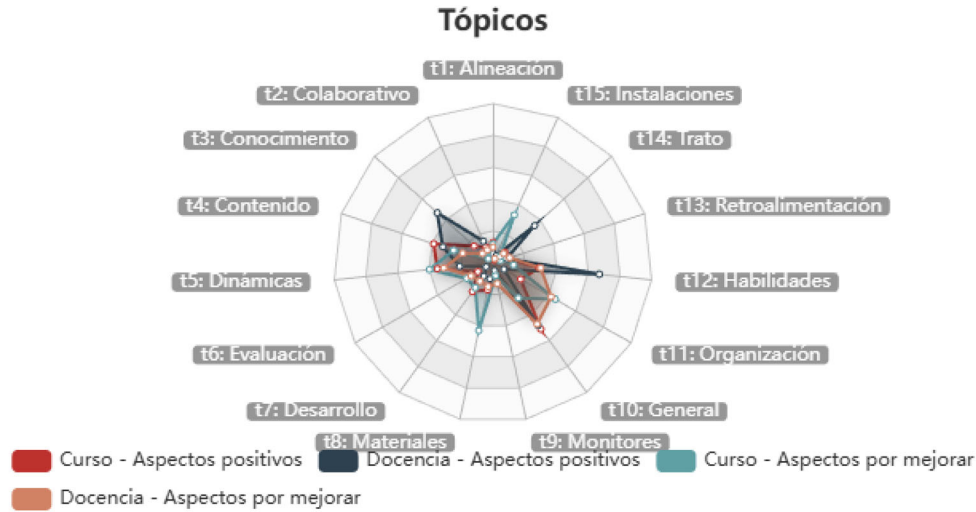 Tópicos
t1: Alineación
t2: Colaborativo
t15: Instalaciones
t3: Conocimiento
t14: Trato
t4: Contenido
t13: Retroalimentación
t5: Dinámicas
t12: Habilidades
t6: Evaluación
t11: Organización
t7: Desarrollo
t10: General
t8: Materiales
t9: Monitores
Curso - Aspectos positivos
Docencia - Aspectos positivos
Curso - Aspectos por mejorar
Docencia - Aspectos por mejorar